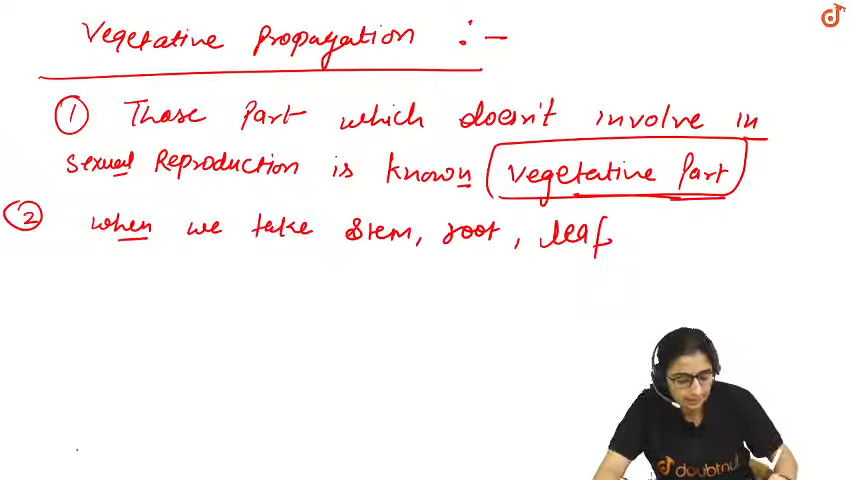 Vegetative Propagation :-
① Those Part which doesn't involve in
sexual Reproduction is known Vegetative Part
② when we take Stem, root, leaf
doubtnut